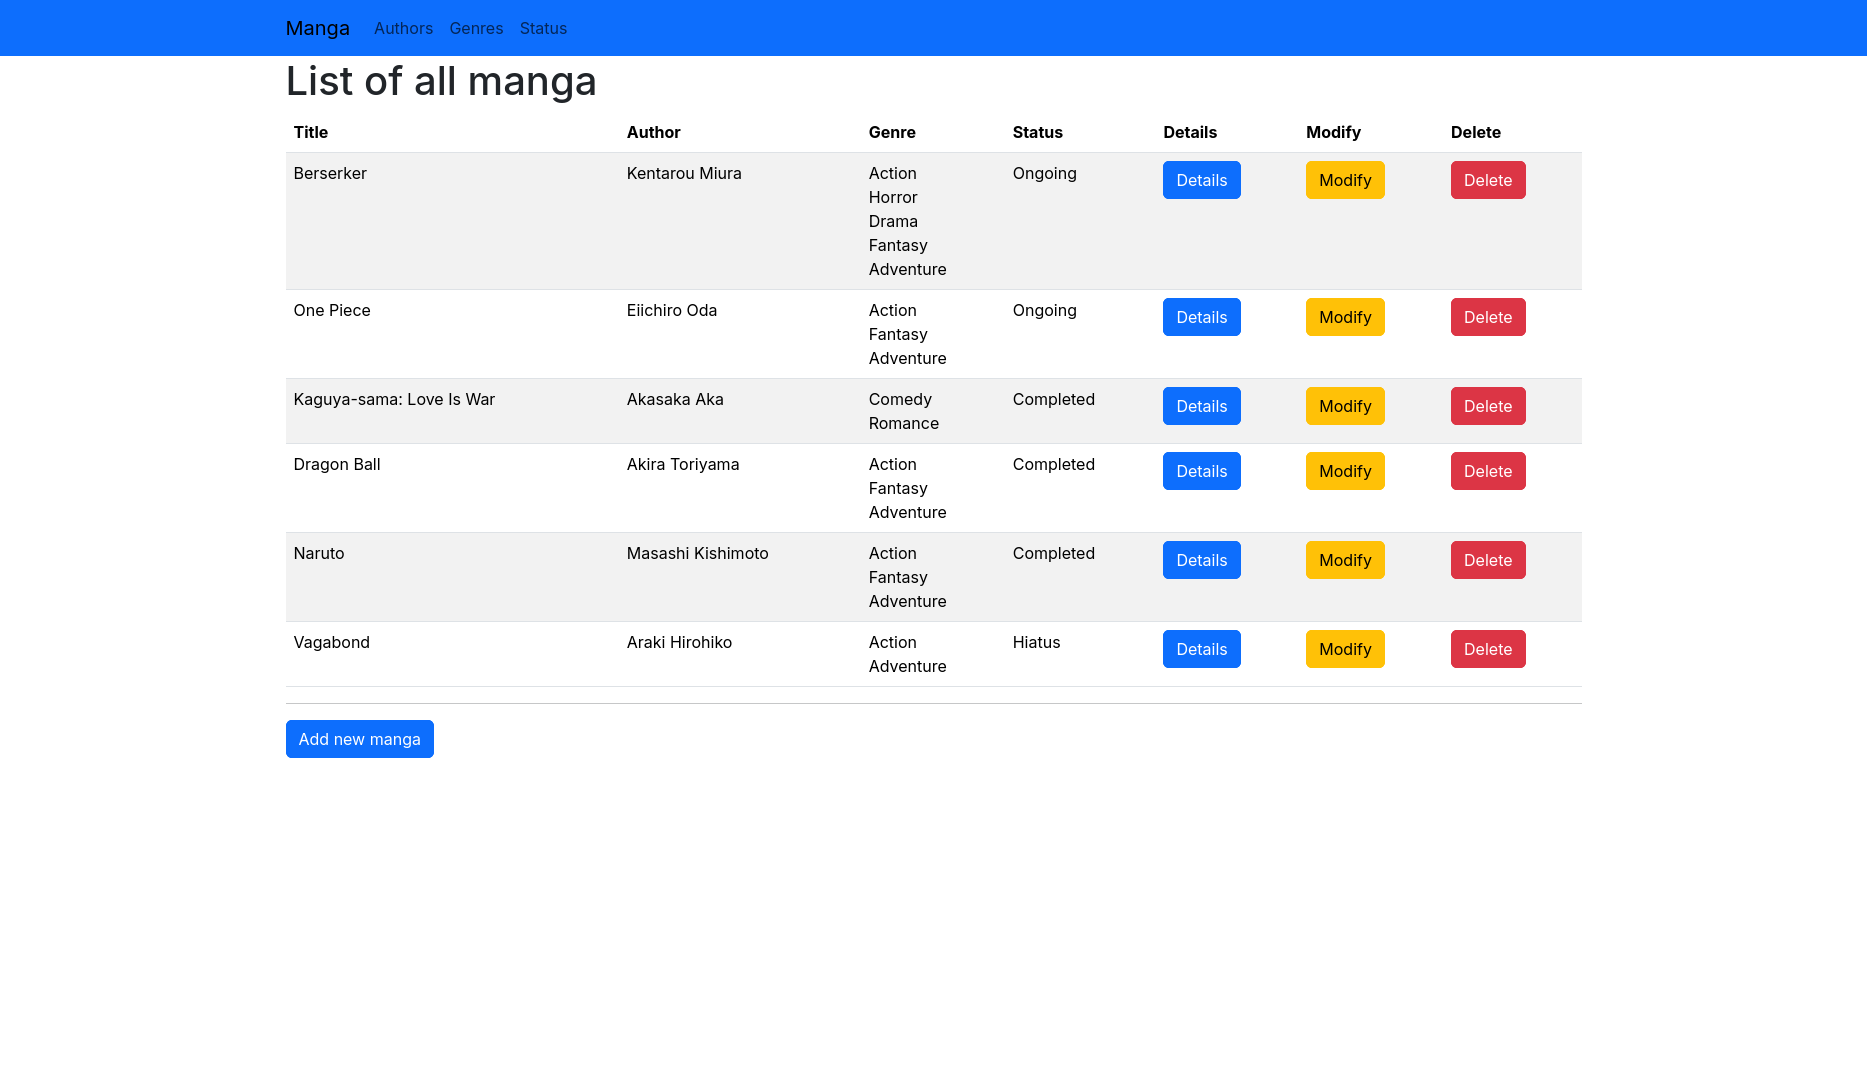 Manga Authors Genres Status
List of all manga
Title Author Genre Status Details Modify Delete
Berserker Kentarou Miura Action Ongoing Details Modify Delete
Horror
Drama
Fantasy
Adventure
One Piece Eiichiro Oda Action Ongoing Details Modify Delete
Fantasy
Adventure
Kaguya-sama: Love Is War Akasaka Aka Comedy Completed Details Modify Delete
Romance
Dragon Ball Akira Toriyama Action Completed Details Modify Delete
Fantasy
Adventure
Naruto Masashi Kishimoto Action Completed Details Modify Delete
Fantasy
Adventure
Vagabond Araki Hirohiko Action Hiatus Details Modify Delete
Adventure
Add new manga